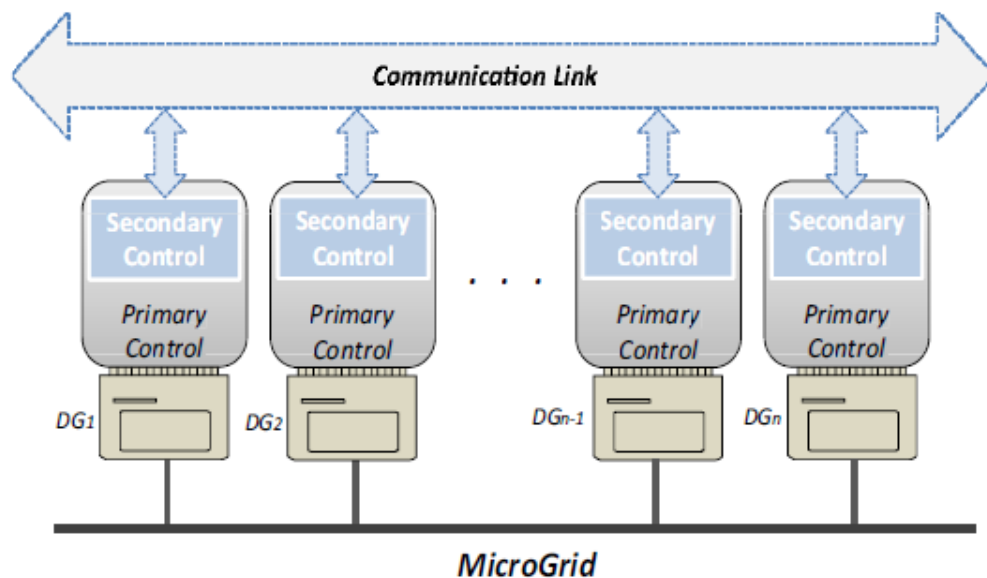 Communication Link
Secondary
Control
Primary
Control
DG1
Secondary
Control
Primary
Control
DG2
. . .
Secondary
Control
Primary
Control
DGn-1
Secondary
Control
Primary
Control
DGn
MicroGrid